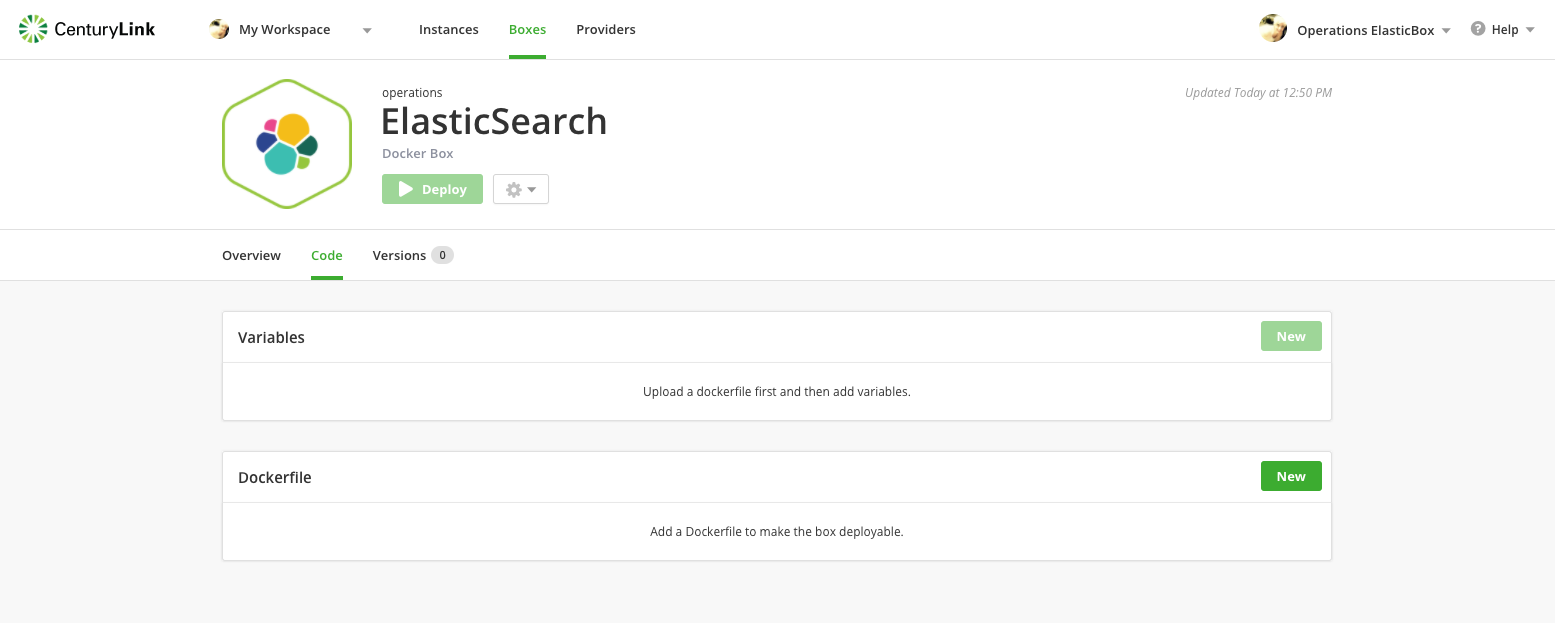 CenturyLink My Workspace Instances Boxes Providers Operations ElasticBox Help
operations Updated Today at 12:50 PM
ElasticSearch
Docker Box
Deploy
Overview Code Versions 0
Variables New
Upload a dockerfile first and then add variables.
Dockerfile New
Add a Dockerfile to make the box deployable.